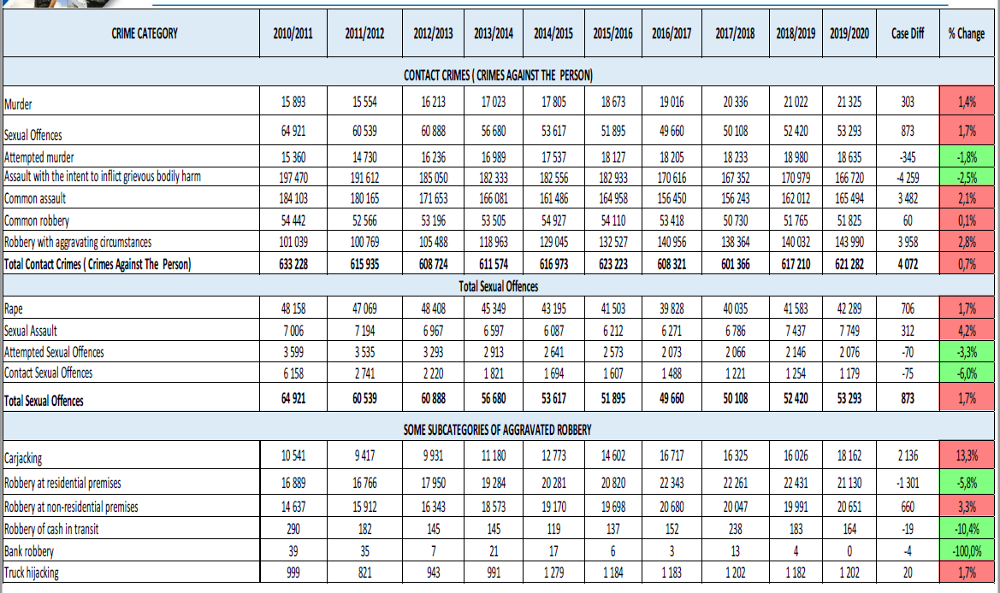 CRIME CATEGORY 2010/2011 2011/2012 2012/2013 2013/2014 2014/2015 2015/2016 2016/2017 2017/2018 2018/2019 2019/2020 Case Diff % Change
CONTACT CRIMES ( CRIMES AGAINST THE PERSON)
Murder 15 893 15 554 16 213 17 023 17 805 18 673 19 016 20 336 21 022 21 325 303 1,4%
Sexual Offences 64 921 60 539 60 888 56 680 53 617 51 895 49 660 50 108 52 420 53 293 873 1,7%
Attempted murder 15 360 14 730 16 236 16 989 17 537 18 127 18 205 18 233 18 980 18 635 -345 -1,8%
Assault with the intent to inflict grievous bodily harm 197 470 191 612 185 050 182 333 182 556 182 933 170 616 167 352 170 979 166 720 -4 259 -2,5%
Common assault 184 103 180 165 171 653 166 081 161 486 164 958 156 450 156 243 162 012 165 494 3 482 2,1%
Common robbery 54 442 52 566 53 196 53 505 54 927 54 110 53 418 50 730 51 765 51 825 60 0,1%
Robbery with aggravating circumstances 101 039 100 769 105 488 118 963 129 045 132 527 140 956 138 364 140 032 143 990 3 958 2,8%
Total Contact Crimes ( Crimes Against The Person) 633 228 615 935 608 724 611 574 616 973 623 223 608 321 601 366 617 210 621 282 4 072 0,7%
Total Sexual Offences
Rape 48 158 47 069 48 408 45 349 43 195 41 503 39 828 40 035 41 583 42 289 706 1,7%
Sexual Assault 7 006 7 194 6 967 6 597 6 087 6 212 6 271 6 786 7 437 7 749 312 4,2%
Attempted Sexual Offences 3 599 3 535 3 293 2 913 2 641 2 573 2 073 2 066 2 146 2 076 -70 -3,3%
Contact Sexual Offences 6 158 2 741 2 220 1 821 1 694 1 607 1 488 1 221 1 254 1 179 -75 -6,0%
Total Sexual Offences 64 921 60 539 60 888 56 680 53 617 51 895 49 660 50 108 52 420 53 293 873 1,7%
SOME SUBCATEGORIES OF AGGRAVATED ROBBERY
Carjacking 10 541 9 417 9 931 11 180 12 773 14 602 16 717 16 325 16 026 18 162 2 136 13,3%
Robbery at residential premises 16 889 16 766 17 950 19 284 20 281 20 820 22 343 22 261 22 431 21 130 -1 301 -5,8%
Robbery at non-residential premises 14 637 15 912 16 343 18 573 19 170 19 698 20 680 20 047 19 991 20 651 660 3,3%
Robbery of cash in transit 290 182 145 145 119 137 152 238 183 164 -19 -10,4%
Bank robbery 39 35 7 21 17 6 3 13 4 0 -4 -100,0%
Truck hijacking 999 821 943 991 1 279 1 184 1 183 1 202 1 182 1 202 20 1,7%